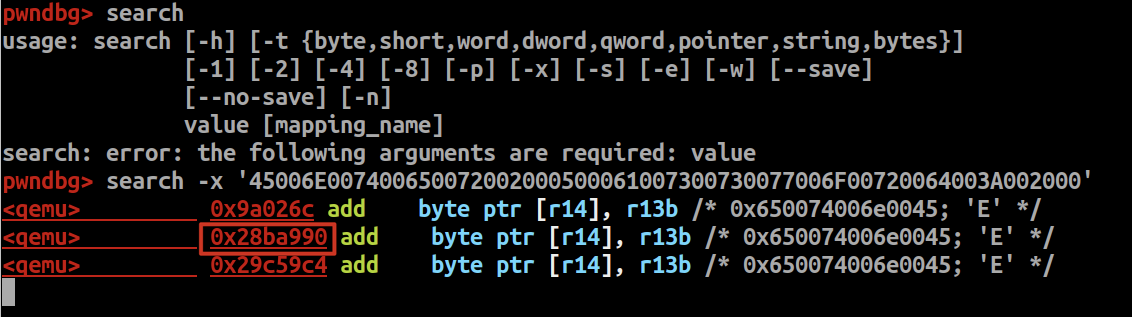 pwndbg> search
usage: search [-h] [-t {byte,short,word,dword,qword,pointer,string,bytes}]
[-1] [-2] [-4] [-8] [-p] [-x] [-s] [-e] [-w] [--save]
[--no-save] [-n]
value [mapping_name]
search: error: the following arguments are required: value
pwndbg> search -x '45006E007400650072002000500061007300730077006F00720064003A002000'
<qemu> 0x9a026c add byte ptr [r14], r13b /* 0x650074006e0045; 'E' */
<qemu> 0x28ba990 add byte ptr [r14], r13b /* 0x650074006e0045; 'E' */
<qemu> 0x29c59c4 add byte ptr [r14], r13b /* 0x650074006e0045; 'E' */